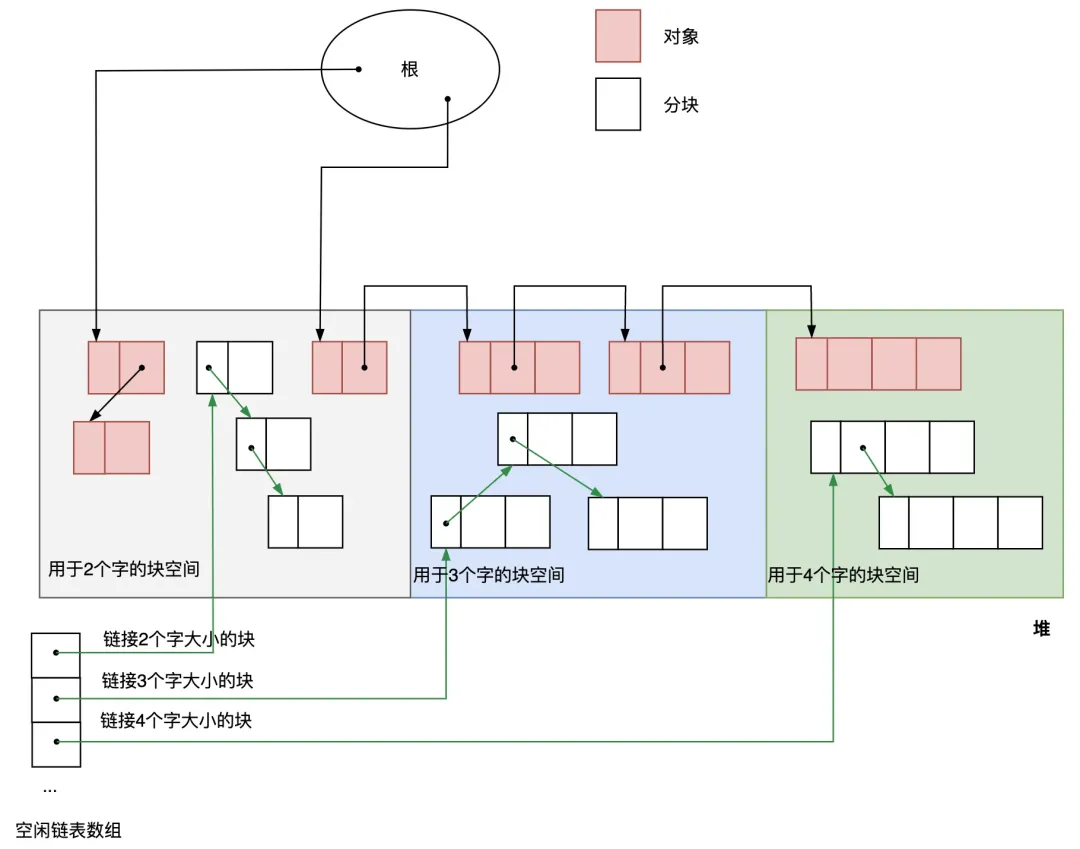 根
对象
分块
用于2个字的块空间
用于3个字的块空间
用于4个字的块空间
堆
链接2个字大小的块
链接3个字大小的块
链接4个字大小的块
...
空闲链表数组